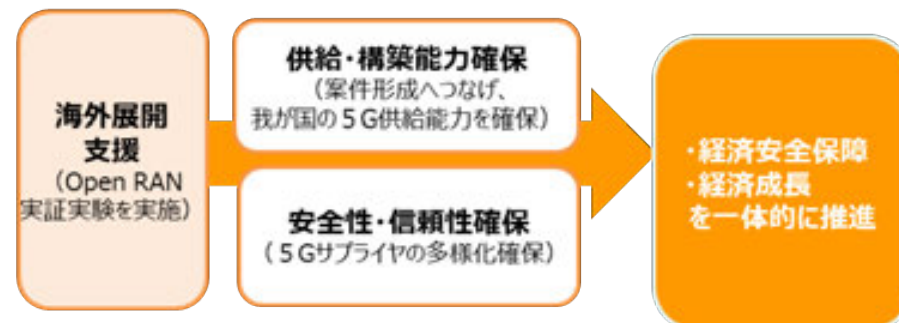 海外展開
支援
（Open RAN
実証実験を実施）
供給・構築能力確保
（案件形成へつなげ、
我が国の５G供給能力を確保）
安全性・信頼性確保
（５Gサプライヤの多様化確保）
・経済安全保障
・経済成長
を一体的に推進